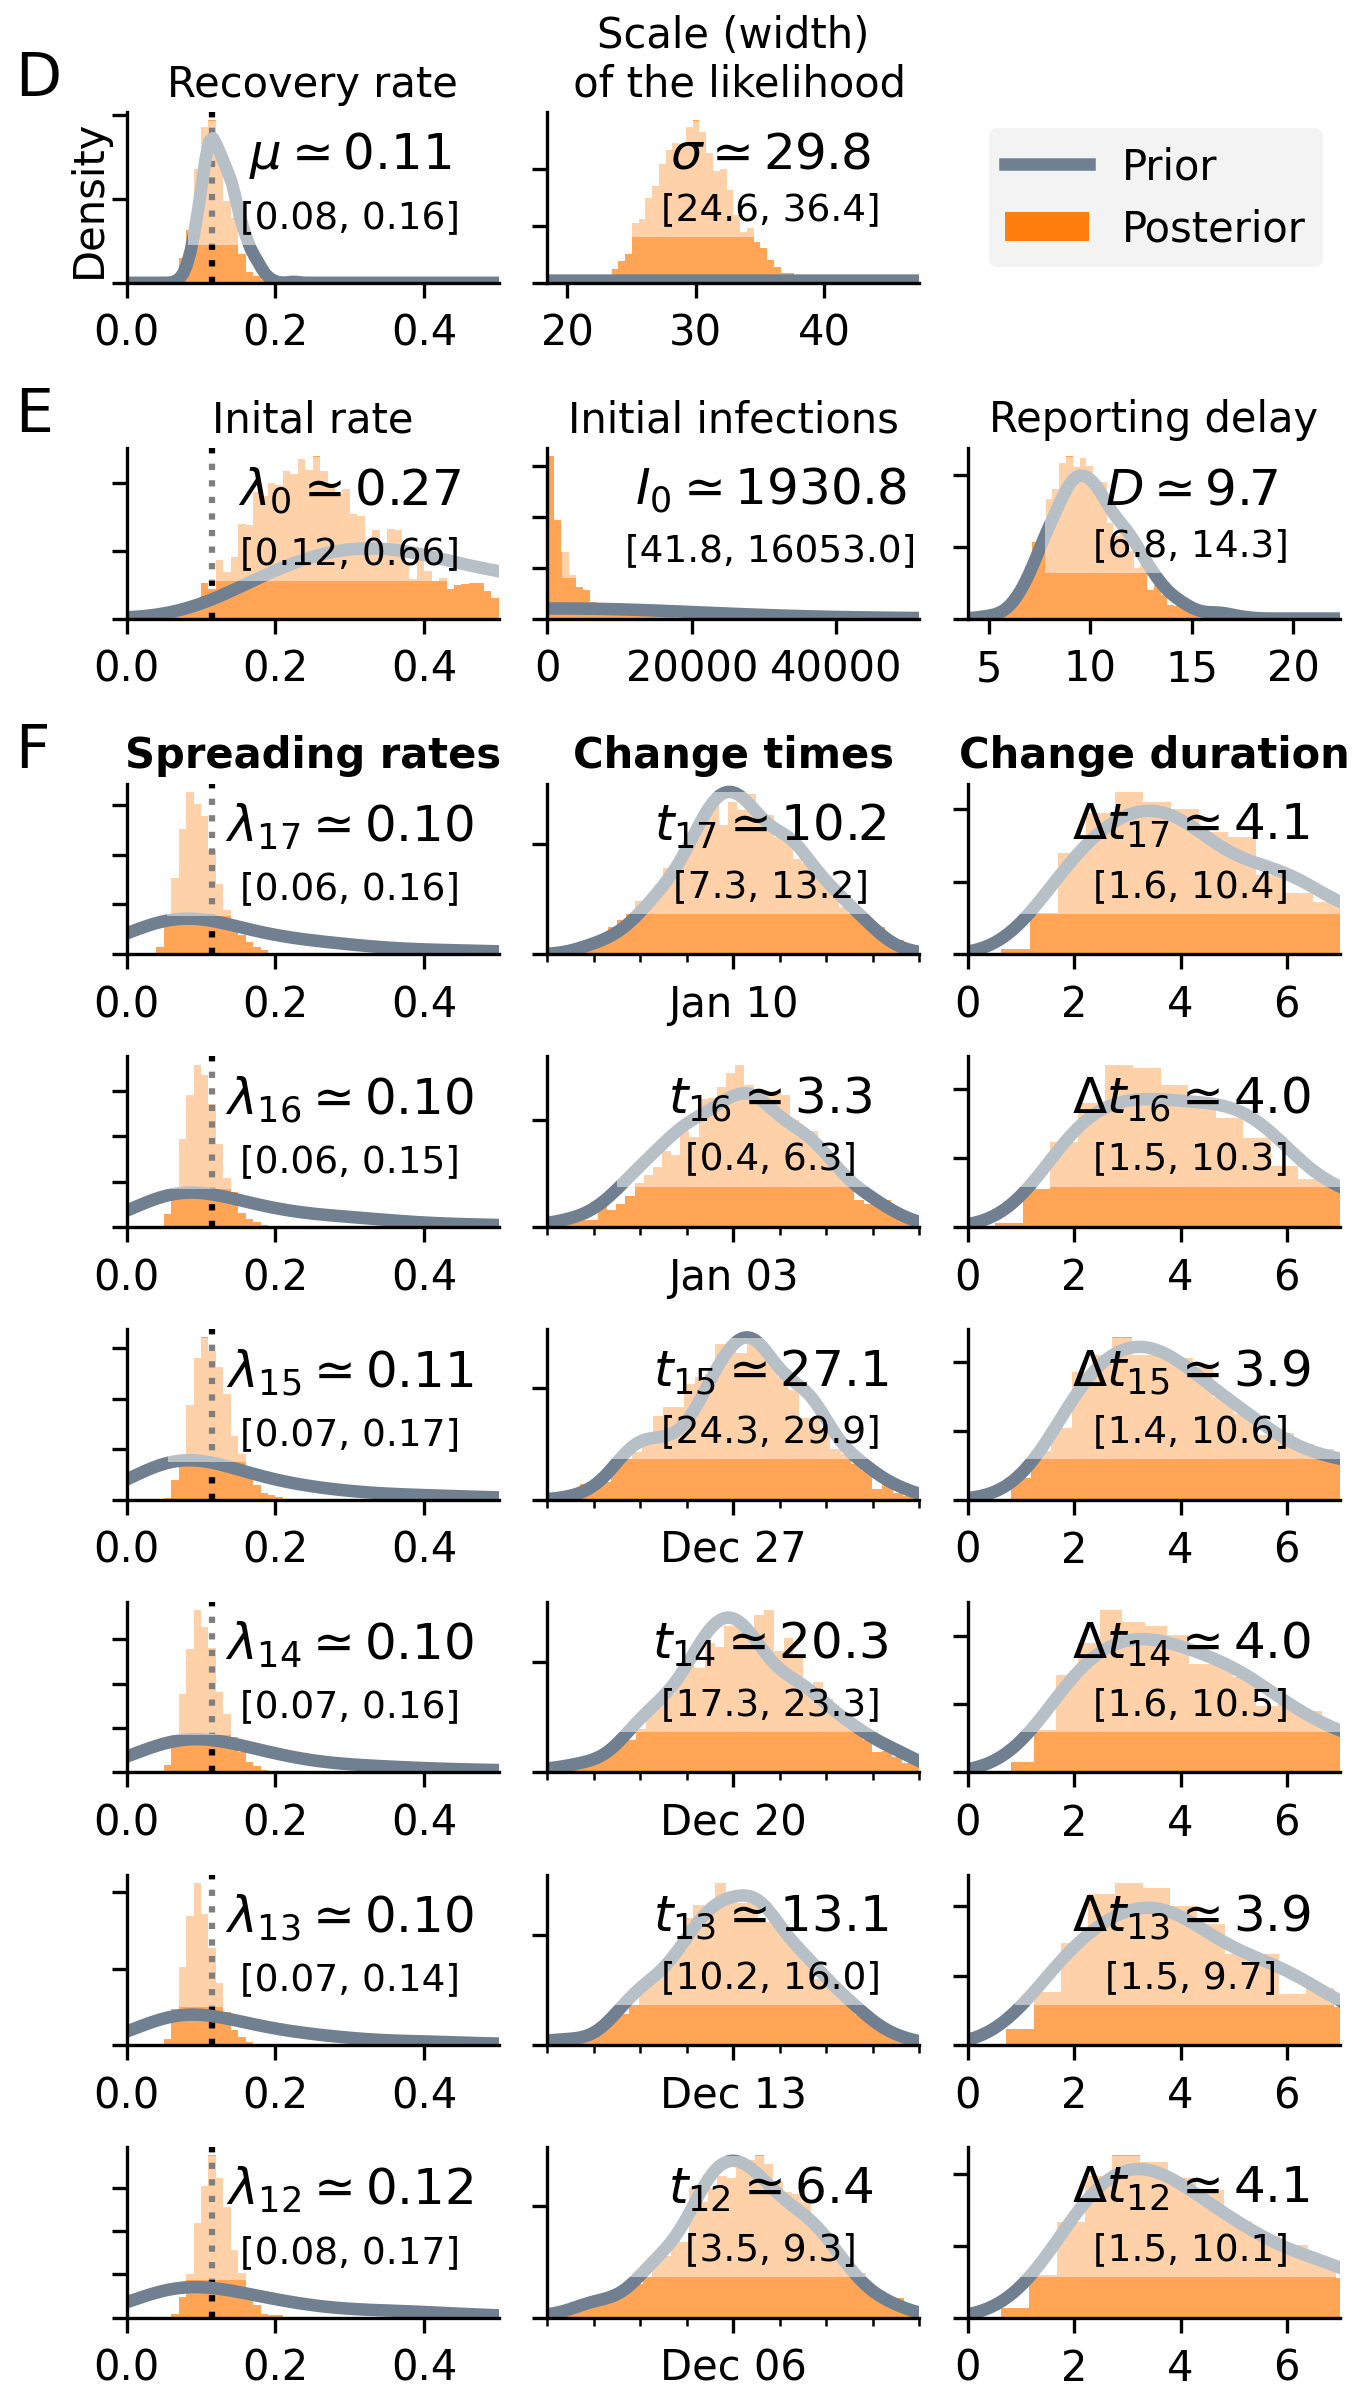 D
Recovery rate
Scale (width)
of the likelihood
Density
μ ≃ 0.11
[0.08, 0.16]
0.0 0.2 0.4
σ ≃ 29.8
[24.6, 36.4]
20 30 40
Prior
Posterior
E
Inital rate
λ0 ≃ 0.27
[0.12, 0.66]
0.0 0.2 0.4
Initial infections
I0 ≃ 1930.8
[41.8, 16053.0]
0 20000 40000
Reporting delay
D ≃ 9.7
[6.8, 14.3]
5 10 15 20
F
Spreading rates
Change times
Change duration
λ17 ≃ 0.10
[0.06, 0.16]
0.0 0.2 0.4
t17 ≃ 10.2
[7.3, 13.2]
Jan 10
Δt17 ≃ 4.1
[1.6, 10.4]
0 2 4 6
λ16 ≃ 0.10
[0.06, 0.15]
0.0 0.2 0.4
t16 ≃ 3.3
[0.4, 6.3]
Jan 03
Δt16 ≃ 4.0
[1.5, 10.3]
0 2 4 6
λ15 ≃ 0.11
[0.07, 0.17]
0.0 0.2 0.4
t15 ≃ 27.1
[24.3, 29.9]
Dec 27
Δt15 ≃ 3.9
[1.4, 10.6]
0 2 4 6
λ14 ≃ 0.10
[0.07, 0.16]
0.0 0.2 0.4
t14 ≃ 20.3
[17.3, 23.3]
Dec 20
Δt14 ≃ 4.0
[1.6, 10.5]
0 2 4 6
λ13 ≃ 0.10
[0.07, 0.14]
0.0 0.2 0.4
t13 ≃ 13.1
[10.2, 16.0]
Dec 13
Δt13 ≃ 3.9
[1.5, 9.7]
0 2 4 6
λ12 ≃ 0.12
[0.08, 0.17]
0.0 0.2 0.4
t12 ≃ 6.4
[3.5, 9.3]
Dec 06
Δt12 ≃ 4.1
[1.5, 10.1]
0 2 4 6